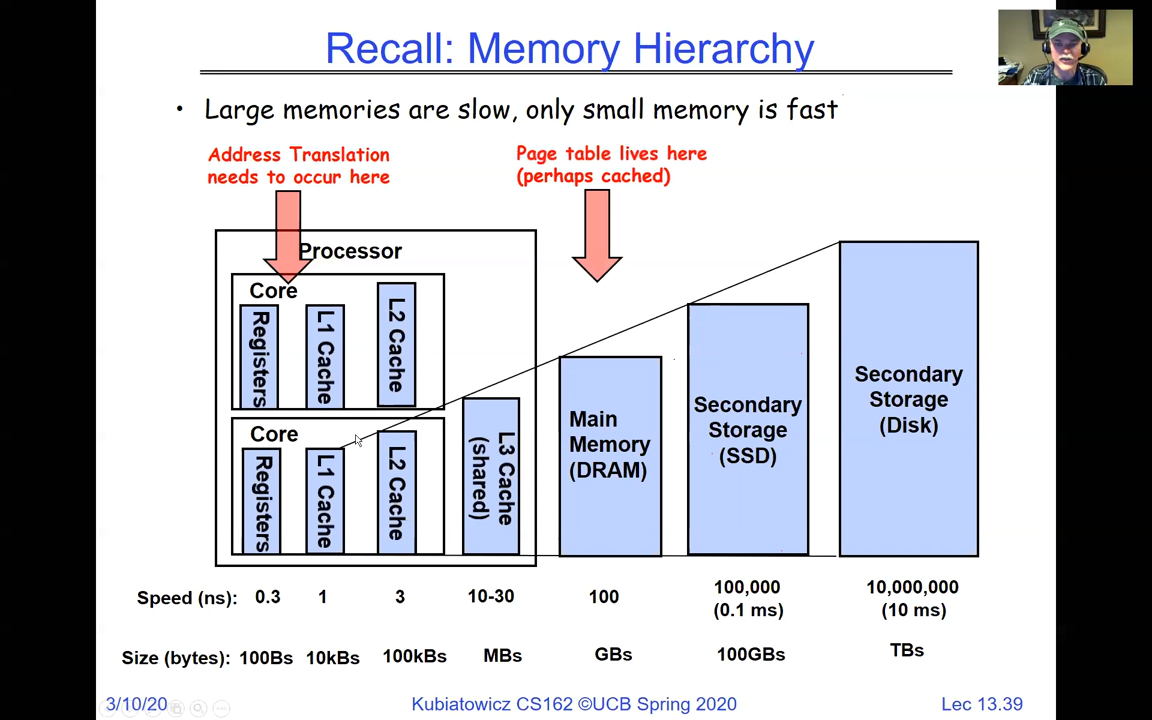 Recall: Memory Hierarchy
• Large memories are slow, only small memory is fast
Address Translation
needs to occur here
Page table lives here
(perhaps cached)
Processor
Core
Registers
L1 Cache
L2 Cache
Core
Registers
L1 Cache
L2 Cache
L3 Cache
(shared)
Main
Memory
(DRAM)
Secondary
Storage
(SSD)
Secondary
Storage
(Disk)
Speed (ns): 0.3 1 3 10-30 100 100,000 10,000,000
(0.1 ms) (10 ms)
Size (bytes): 100Bs 10kBs 100kBs MBs GBs 100GBs TBs
3/10/20 Kubiatowicz CS162 ©UCB Spring 2020 Lec 13.39